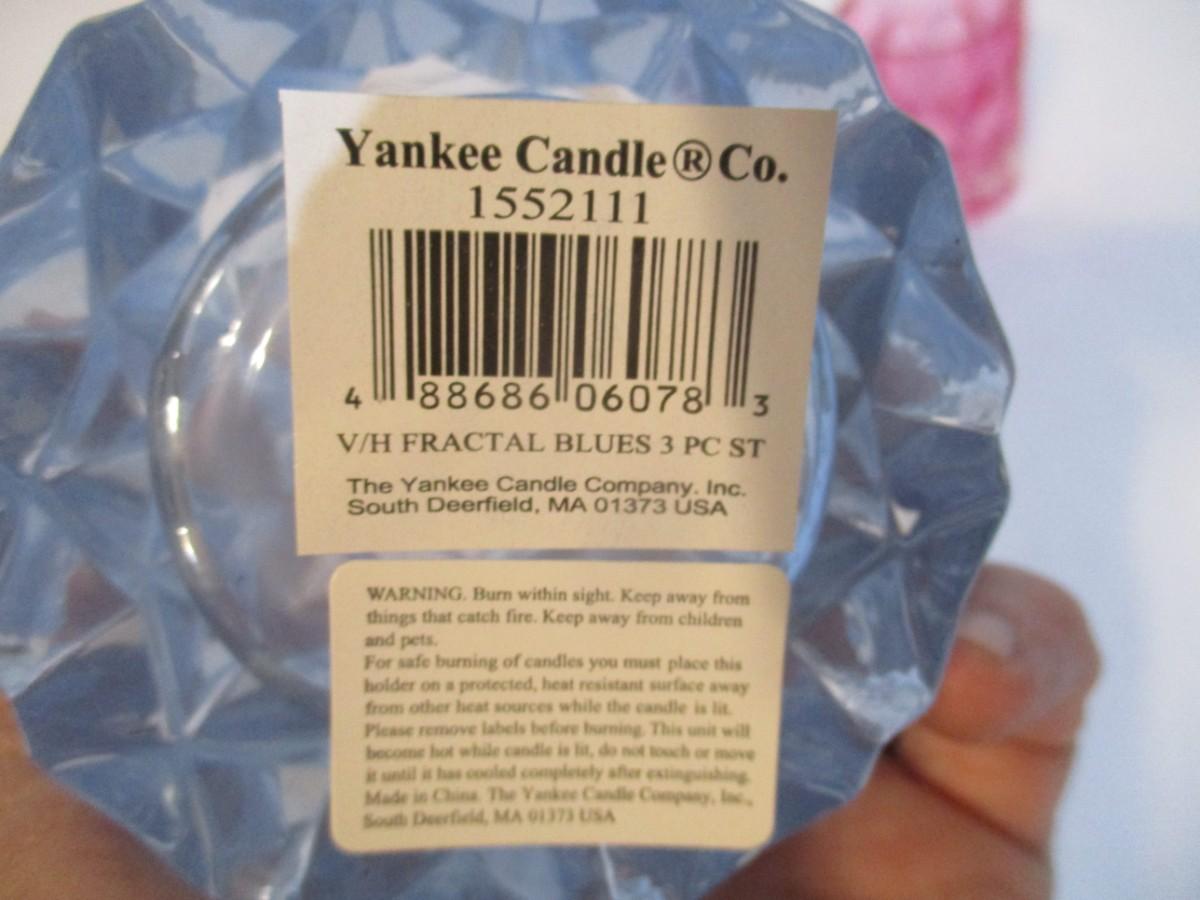 Yankee Candle® Co.
1552111
4 88686 06078 3
V/H FRACTAL BLUES 3 PC ST
The Yankee Candle Company. Inc.
South Deerfield, MA 01373 USA
WARNING. Burn within sight. Keep away from
things that catch fire. Keep away from children
and pets.
For safe burning of candles you must place this
holder on a protected, heat resistant surface away
from other heat sources while the candle is lit.
Please remove labels before burning. This unit will
become hot while candle is lit, do not touch or move
it until it has cooled completely after extinguishing.
Made in China. The Yankee Candle Company, Inc.,
South Deerfield, MA 01373 USA